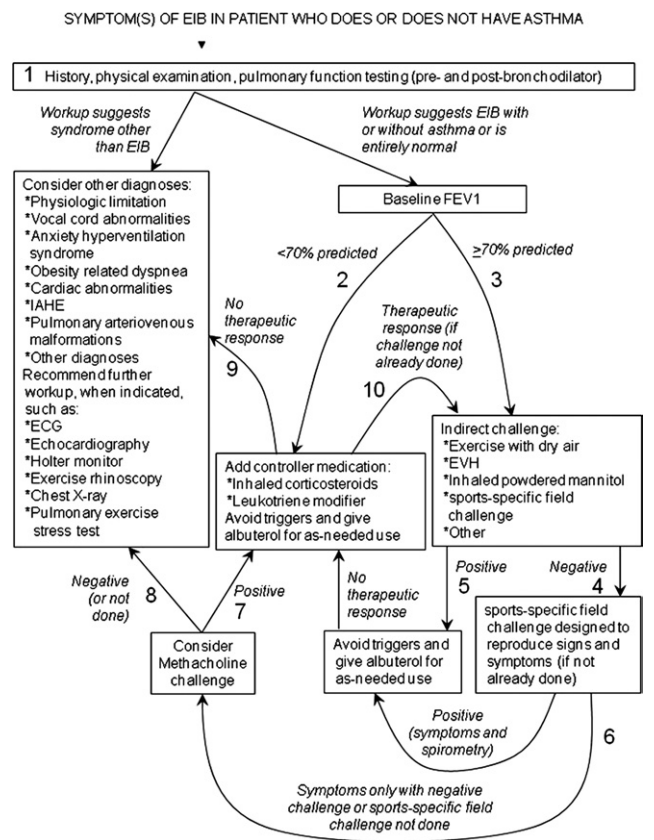 SYMPTOM(S) OF EIB IN PATIENT WHO DOES OR DOES NOT HAVE ASTHMA
1 History, physical examination, pulmonary function testing (pre- and post-bronchodilator)
Workup suggests
syndrome other
than EIB
Workup suggests EIB with
or without asthma or is
entirely normal
Consider other diagnoses:
*Physiologic limitation
*Vocal cord abnormalities
*Anxiety hyperventilation
syndrome
*Obesity related dyspnea
*Cardiac abnormalities
*IAHE
*Pulmonary arteriovenous
malformations
*Other diagnoses
Recommend further
workup, when indicated,
such as:
*ECG
*Echocardiography
*Holter monitor
*Exercise rhinoscopy
*Chest X-ray
*Pulmonary exercise
stress test
Baseline FEV1
<70% predicted
2
≥70% predicted
3
No
therapeutic
response
9
Therapeutic
response (if
challenge not
already done)
10
Add controller medication:
*Inhaled corticosteroids
*Leukotriene modifier
Avoid triggers and give
albuterol for as-needed use
Indirect challenge:
*Exercise with dry air
*EVH
*Inhaled powdered mannitol
*sports-specific field
challenge
*Other
Negative
(or not
done)
8
Positive
7
No
therapeutic
response
Positive
5
Negative
4
Consider
Methacholine
challenge
Avoid triggers and
give albuterol for
as-needed use
sports-specific field
challenge designed to
reproduce signs and
symptoms (if not
already done)
Positive
(symptoms and
spirometry)
6
Symptoms only with negative
challenge or sports-specific field
challenge not done